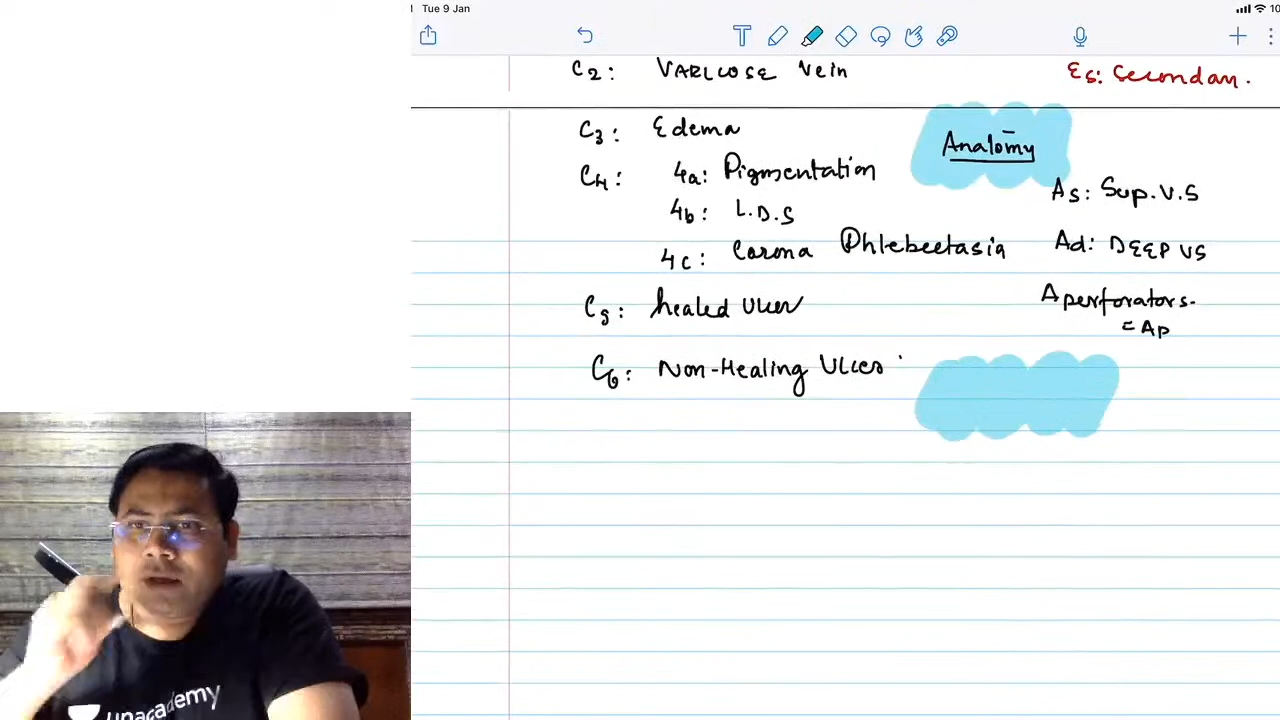 Tue 9 Jan
10
C2: VARICOSE Vein
Es: Secondary.
C3: Edema
Anatomy
C4: 4a: Pigmentation
As: Sup. V.S
4b: L.D.S
4c: Corona Phlebectasia
Ad: DEEP VS
C5: healed Ulcer
Aperforators.
= Ap
C6: Non-Healing Ulcer
unacademy